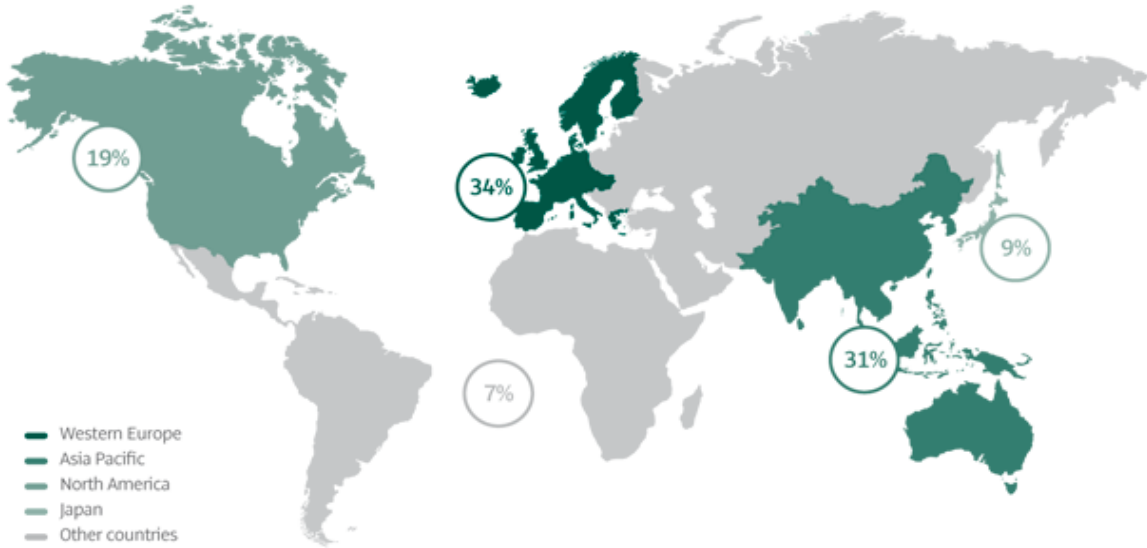 19%
34%
9%
31%
7%
Western Europe
Asia Pacific
North America
Japan
Other countries